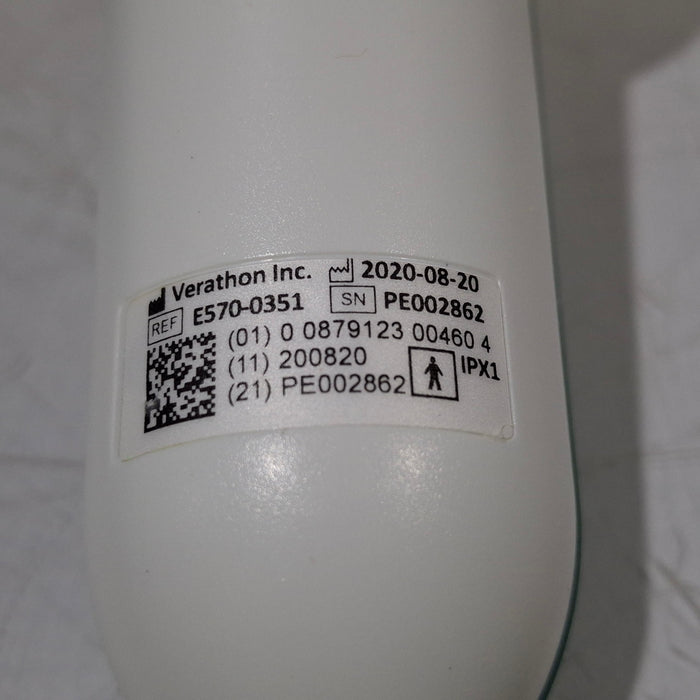 Verathon Inc. 2020-08-20
REF E570-0351 SN PE002862
(01) 0 0879123 00460 4
(11) 200820
(21) PE002862 IPX1